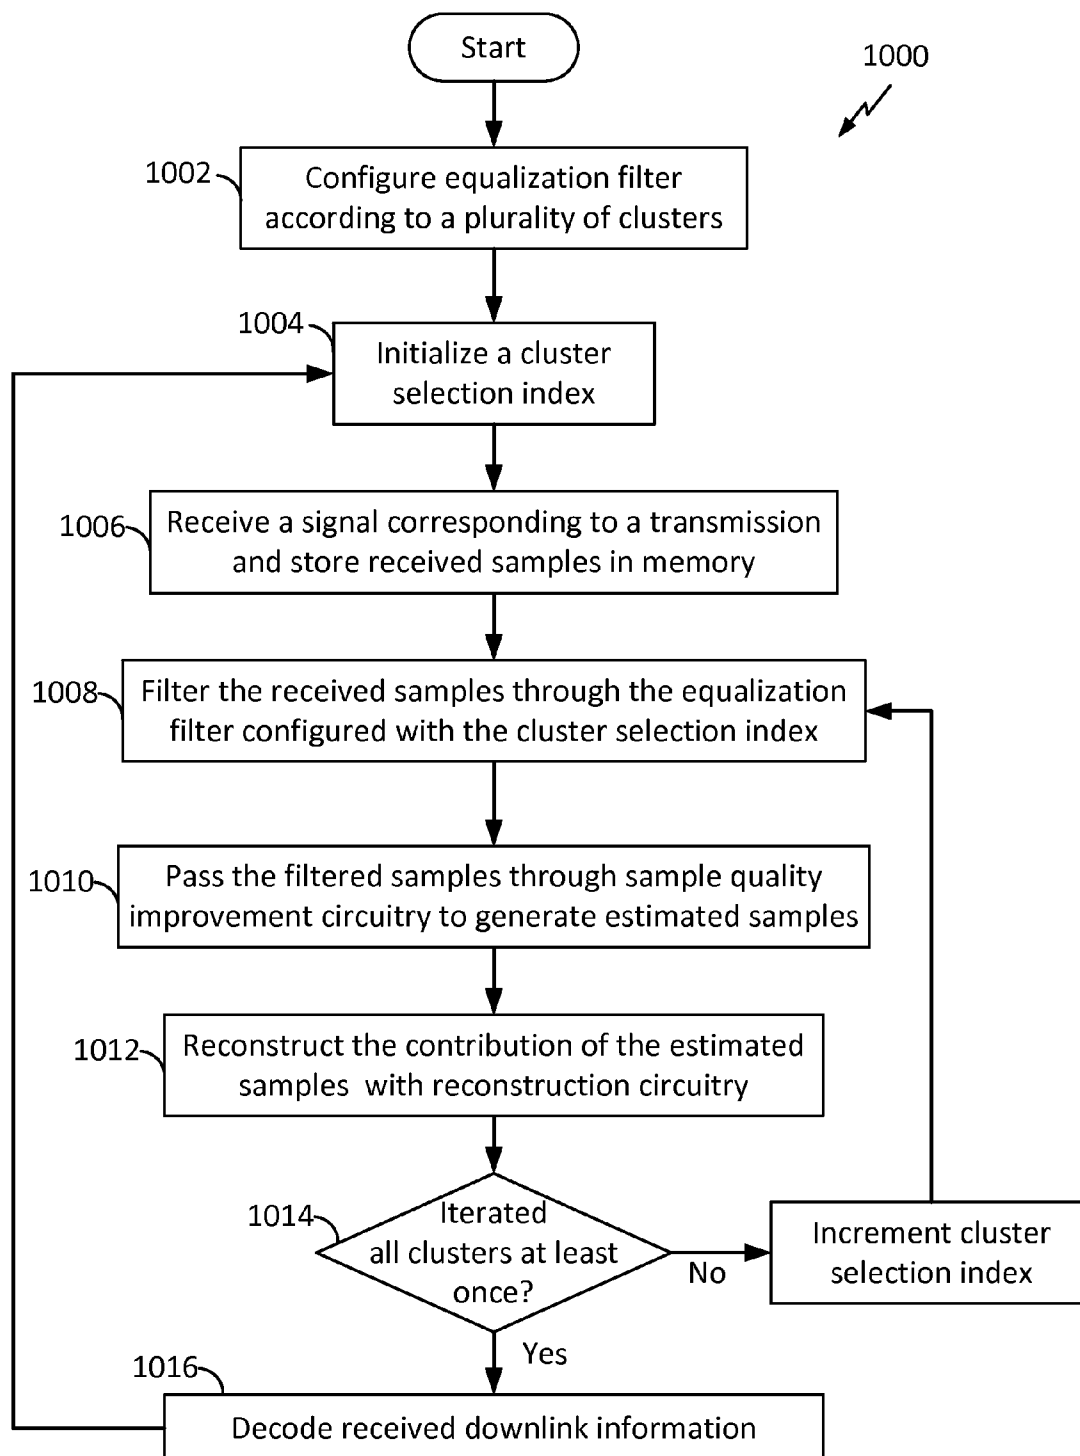 Start
1000
1002
Configure equalization filter
according to a plurality of clusters
1004
Initialize a cluster
selection index
1006
Receive a signal corresponding to a transmission
and store received samples in memory
1008
Filter the received samples through the equalization
filter configured with the cluster selection index
1010
Pass the filtered samples through sample quality
improvement circuitry to generate estimated samples
1012
Reconstruct the contribution of the estimated
samples with reconstruction circuitry
1014
Iterated
all clusters at least
once?
No
Increment cluster
selection index
Yes
1016
Decode received downlink information